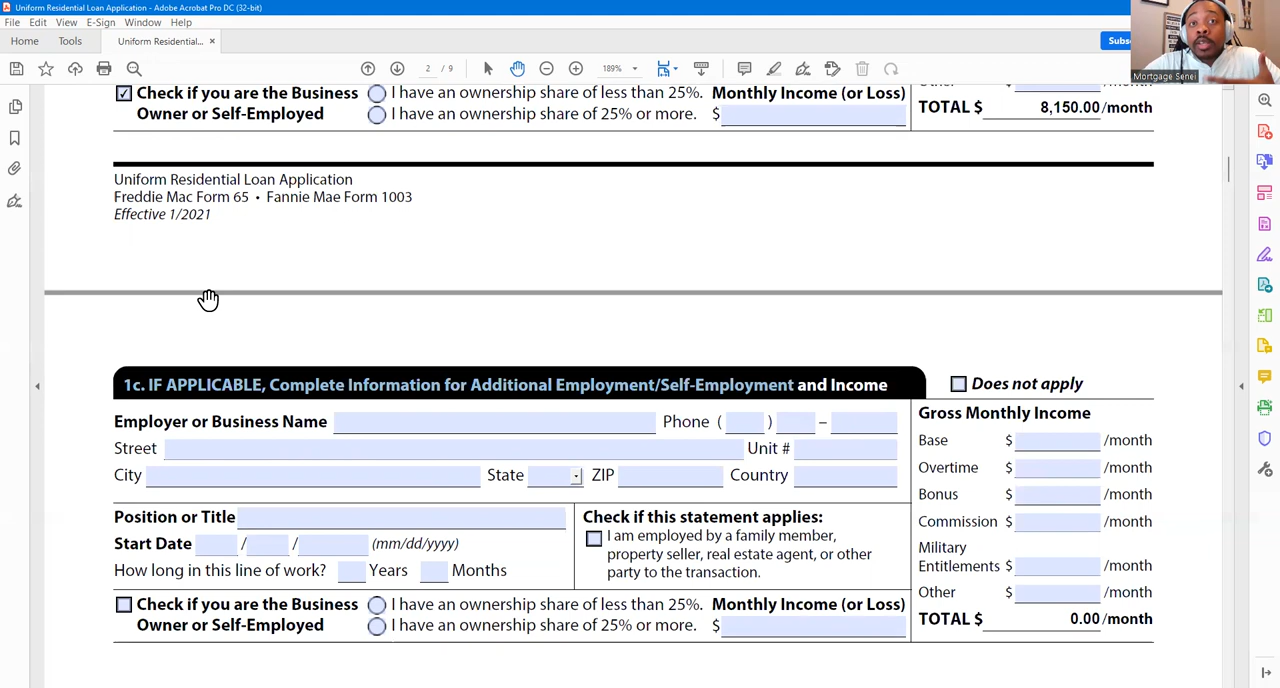 Uniform Residential Loan Application - Adobe Acrobat Pro DC (32-bit)
File Edit View E-Sign Window Help
Home Tools Uniform Residential... × Subs
2 / 9 189%
Check if you are the Business Owner or Self-Employed
I have an ownership share of less than 25%.
I have an ownership share of 25% or more.
Monthly Income (or Loss)
$
TOTAL $ 8,150.00/month
Uniform Residential Loan Application
Freddie Mac Form 65 • Fannie Mae Form 1003
Effective 1/2021
Mortgage Sensei
1c. IF APPLICABLE, Complete Information for Additional Employment/Self-Employment and Income
Does not apply
Employer or Business Name Phone ( ) –
Street Unit #
City State ZIP Country
Position or Title
Start Date / / (mm/dd/yyyy)
How long in this line of work? Years Months
Check if this statement applies:
I am employed by a family member,
property seller, real estate agent, or other
party to the transaction.
Check if you are the Business
Owner or Self-Employed
I have an ownership share of less than 25%.
I have an ownership share of 25% or more.
Monthly Income (or Loss)
$
Gross Monthly Income
Base $ /month
Overtime $ /month
Bonus $ /month
Commission $ /month
Military
Entitlements $ /month
Other $ /month
TOTAL $ 0.00/month